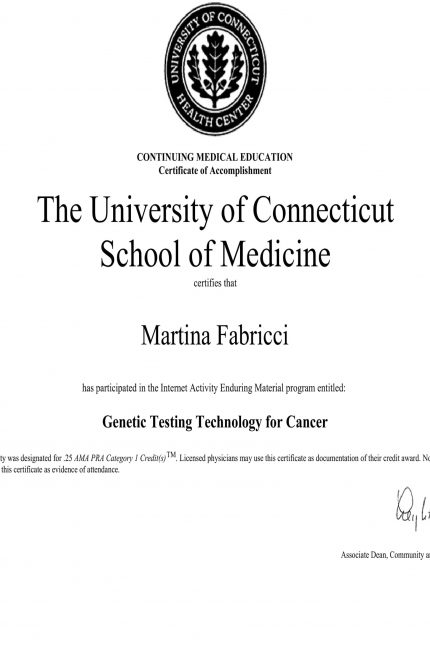 UNIVERSITY OF CONNECTICUT
HEALTH CENTER
CONTINUING MEDICAL EDUCATION
Certificate of Accomplishment
The University of Connecticut
School of Medicine
certifies that
Martina Fabricci
has participated in the Internet Activity Enduring Material program entitled:
Genetic Testing Technology for Cancer
ty was designated for .25 AMA PRA Category 1 Credit(s)™. Licensed physicians may use this certificate as documentation of their credit award. No
this certificate as evidence of attendance.
Associate Dean, Community a